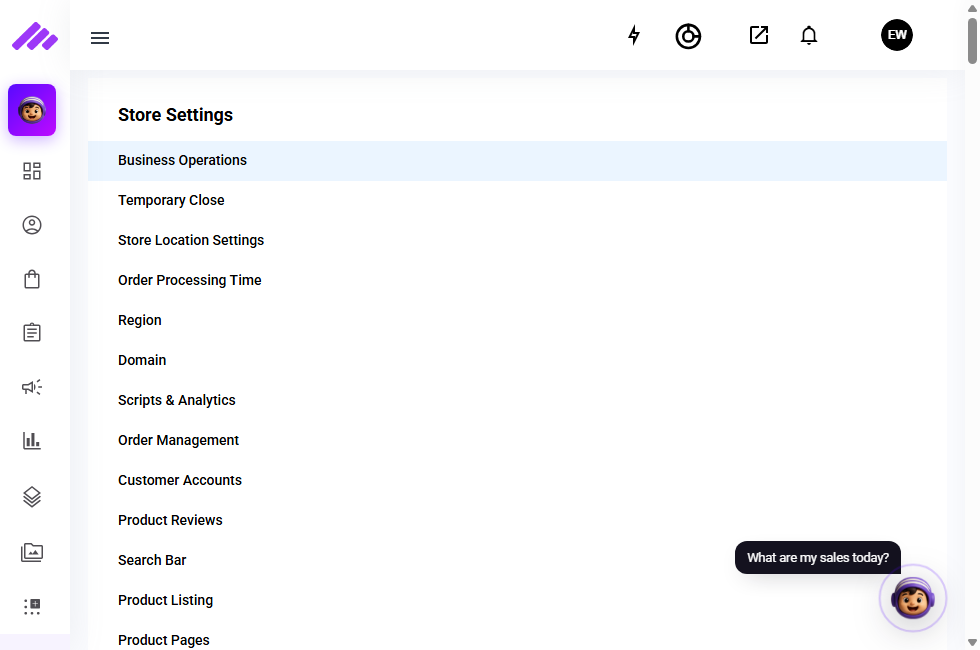 EW
Store Settings
Business Operations
Temporary Close
Store Location Settings
Order Processing Time
Region
Domain
Scripts & Analytics
Order Management
Customer Accounts
Product Reviews
Search Bar
What are my sales today?
Product Listing
Product Pages